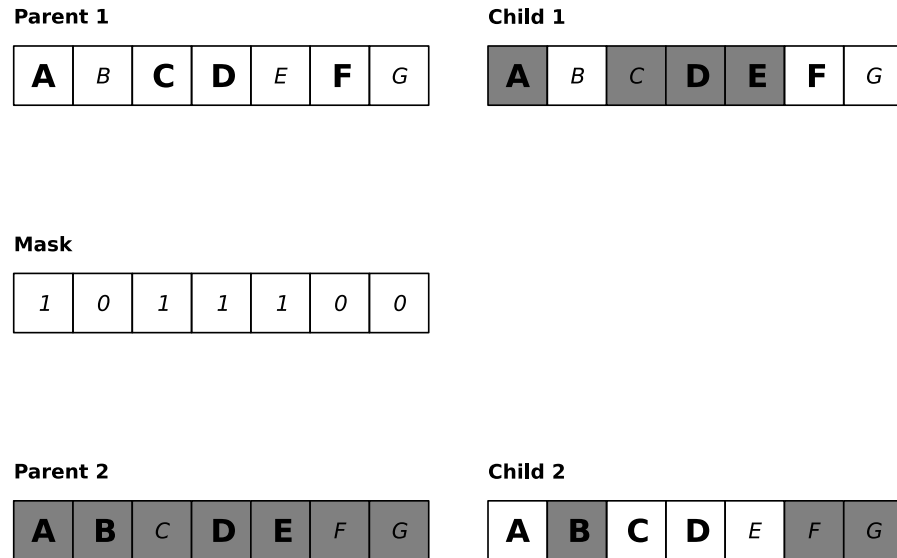 Parent 1
A B C D E F G
Child 1
A B C D E F G
Mask
1 0 1 1 1 0 0
Parent 2
A B C D E F G
Child 2
A B C D E F G